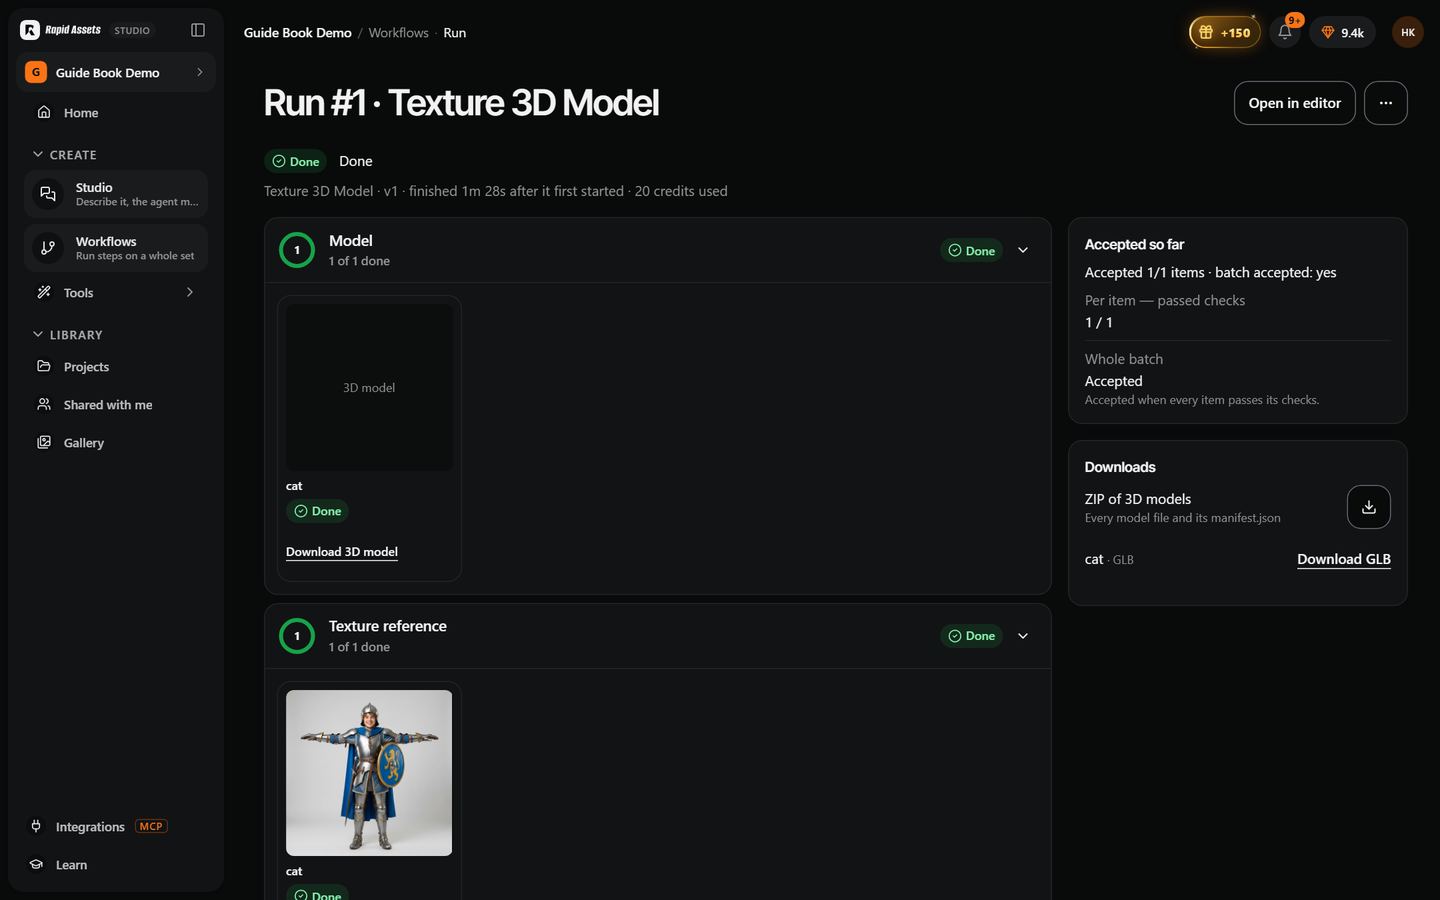 Rapid Assets STUDIO
Guide Book Demo / Workflows · Run
+150
9+
9.4k
HK
G Guide Book Demo
Home
CREATE
Studio
Describe it, the agent m...
Workflows
Run steps on a whole set
Tools
LIBRARY
Projects
Shared with me
Gallery
Integrations MCP
Learn
Run #1 · Texture 3D Model
Open in editor
Done Done
Texture 3D Model · v1 · finished 1m 28s after it first started · 20 credits used
1 Model
1 of 1 done
Done
3D model
cat
Done
Download 3D model
1 Texture reference
1 of 1 done
Done
cat
Done
Accepted so far
Accepted 1/1 items · batch accepted: yes
Per item — passed checks
1 / 1
Whole batch
Accepted
Accepted when every item passes its checks.
Downloads
ZIP of 3D models
Every model file and its manifest.json
cat · GLB Download GLB